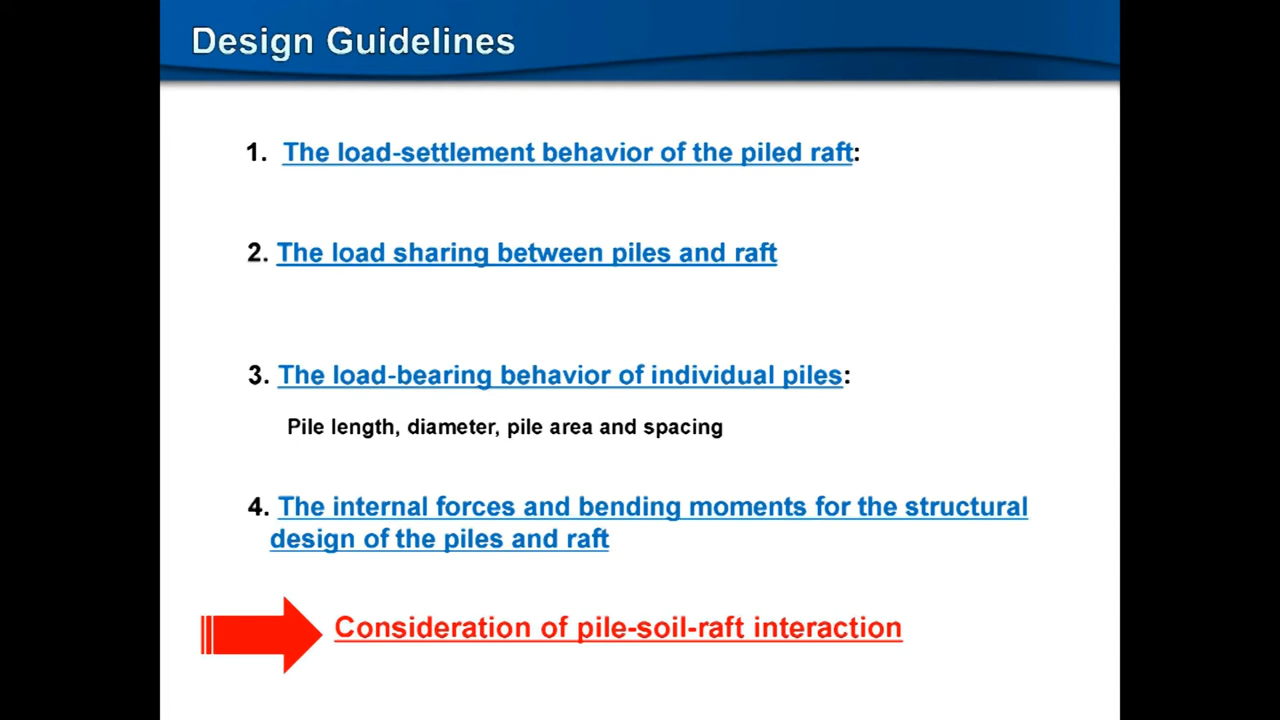 Design Guidelines
1. The load-settlement behavior of the piled raft:
2. The load sharing between piles and raft
3. The load-bearing behavior of individual piles:
Pile length, diameter, pile area and spacing
4. The internal forces and bending moments for the structural
design of the piles and raft
Consideration of pile-soil-raft interaction